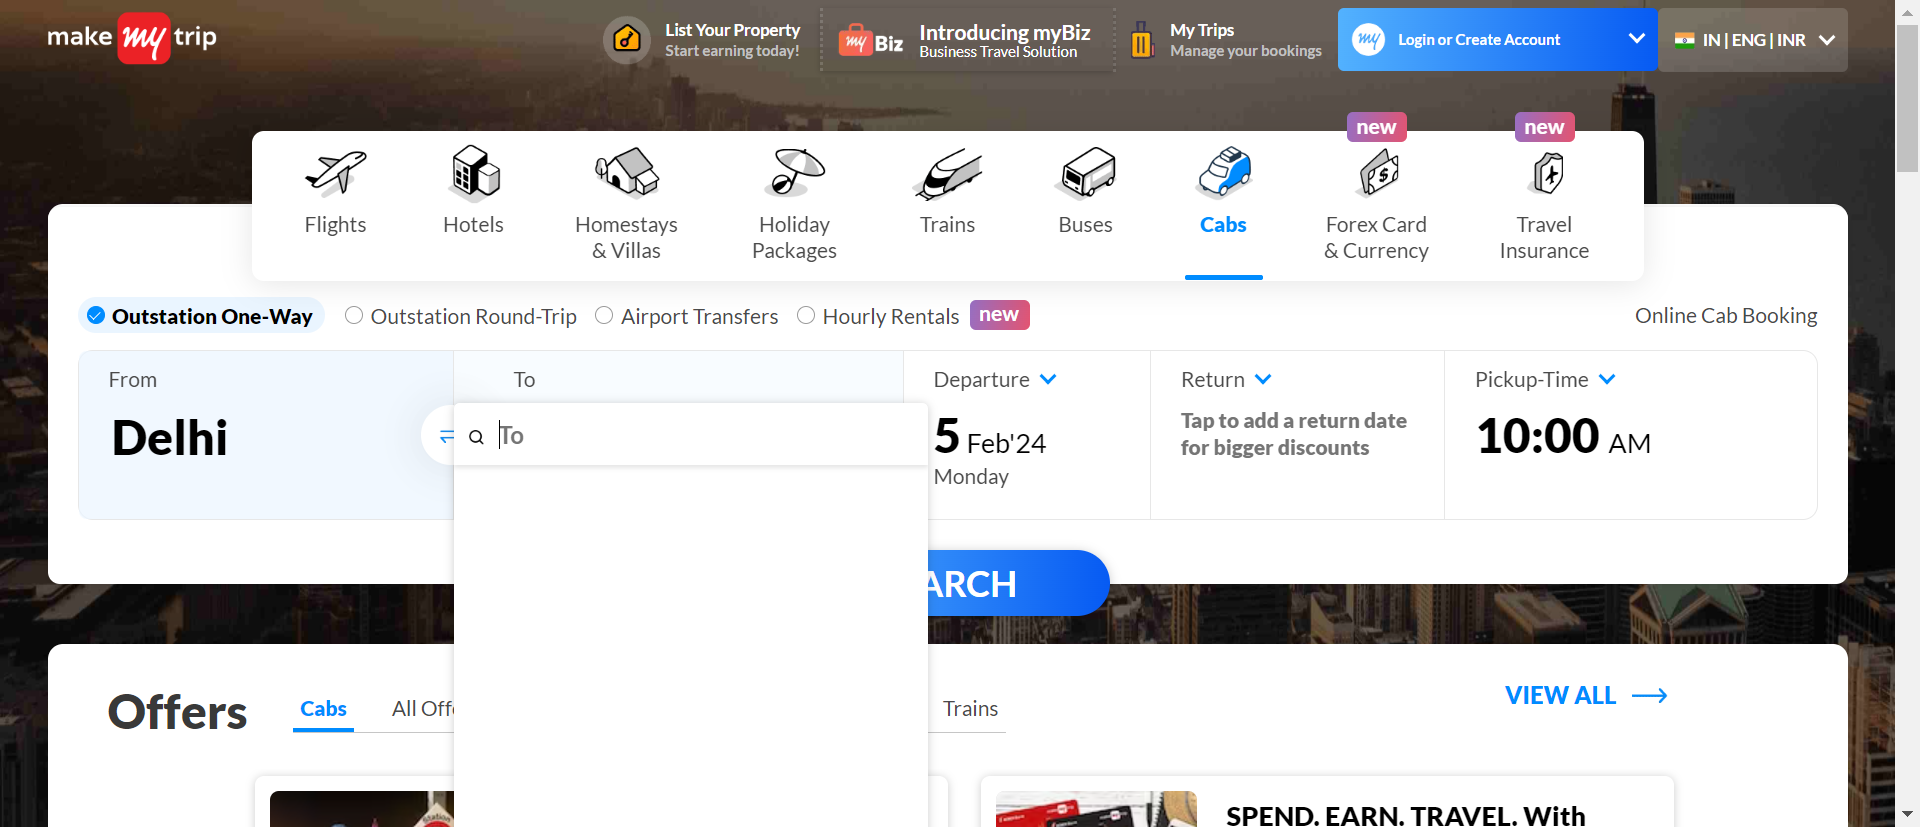 make my trip
List Your Property
Start earning today!
my Biz
Introducing myBiz
Business Travel Solution
My Trips
Manage your bookings
my
Login or Create Account
IN | ENG | INR
new
new
Flights
Hotels
Homestays
& Villas
Holiday
Packages
Trains
Buses
Cabs
Forex Card
& Currency
Travel
Insurance
Outstation One-Way
Outstation Round-Trip
Airport Transfers
Hourly Rentals
new
Online Cab Booking
From
Delhi
To
To
Departure
5 Feb'24
Monday
Return
Tap to add a return date
for bigger discounts
Pickup-Time
10:00 AM
ARCH
Offers
Cabs
All Off
Trains
VIEW ALL
Station
SPEND. EARN. TRAVEL. With